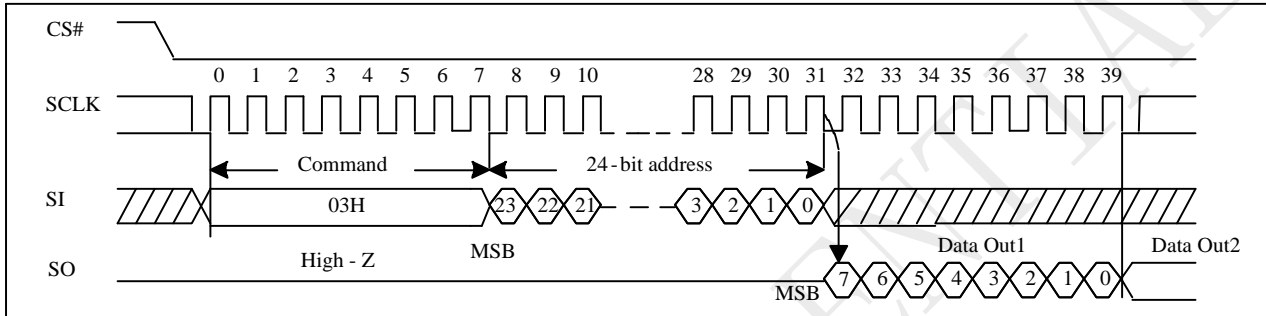 CS#
0 1 2 3 4 5 6 7 8 9 10 28 29 30 31 32 33 34 35 36 37 38 39
SCLK
Command 24-bit address
SI 03H 23 22 21 3 2 1 0
MSB Data Out1 Data Out2
High - Z
SO MSB 7 6 5 4 3 2 1 0